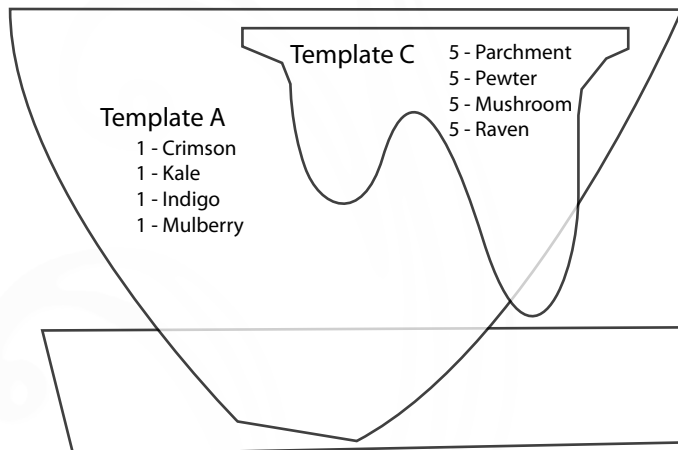 Template C
5 - Parchment
5 - Pewter
5 - Mushroom
5 - Raven
Template A
1 - Crimson
1 - Kale
1 - Indigo
1 - Mulberry